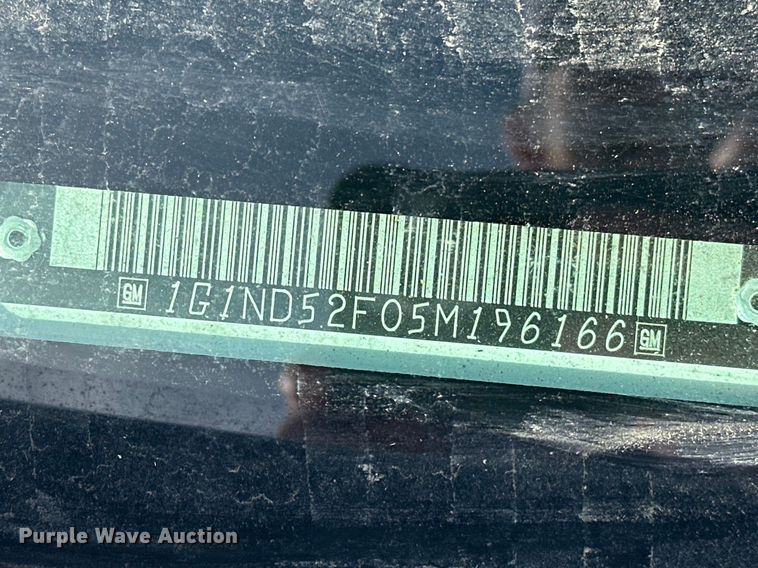 GM 1G1ND52F05M196166 GM
Purple Wave Auction